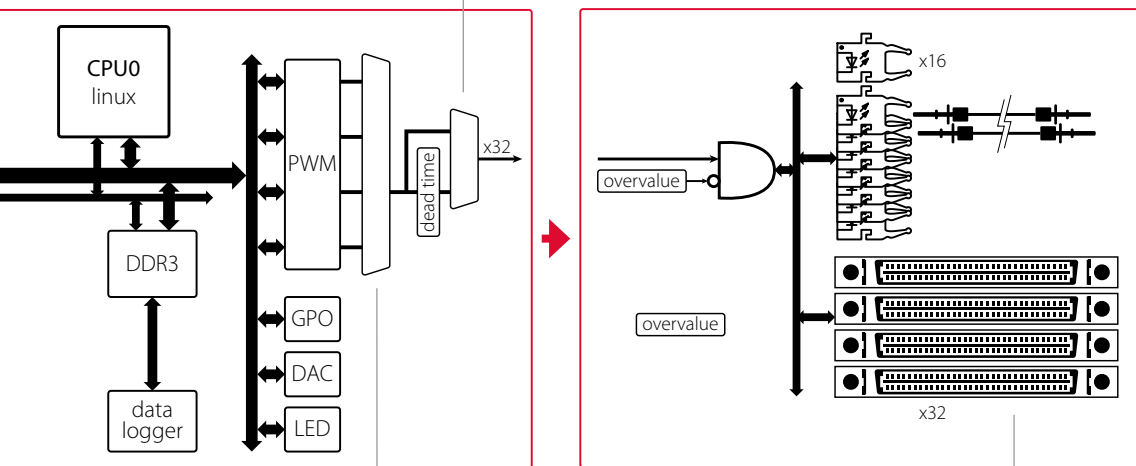 CPU0
linux
PWM
dead time
x32
DDR3
GPO
DAC
LED
data
logger
x16
overvalue
overvalue
x32